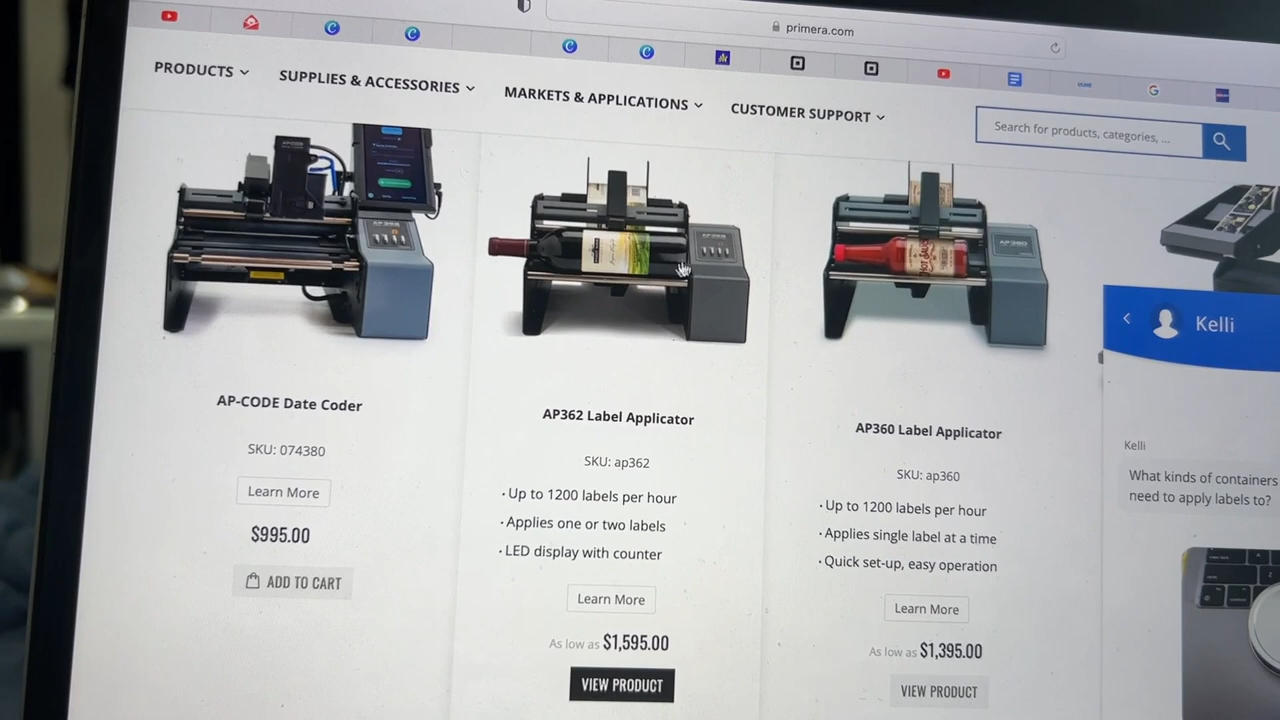 primera.com
PRODUCTS
SUPPLIES & ACCESSORIES
MARKETS & APPLICATIONS
CUSTOMER SUPPORT
Search for products, categories, ...
AP-CODE Date Coder
SKU: 074380
Learn More
$995.00
ADD TO CART
AP362 Label Applicator
SKU: ap362
· Up to 1200 labels per hour
· Applies one or two labels
· LED display with counter
Learn More
As low as $1,595.00
VIEW PRODUCT
AP360
HOT SAUCE
AP360 Label Applicator
SKU: ap360
· Up to 1200 labels per hour
· Applies single label at a time
· Quick set-up, easy operation
Learn More
As low as $1,395.00
VIEW PRODUCT
Kelli
Kelli
What kinds of containers
need to apply labels to?